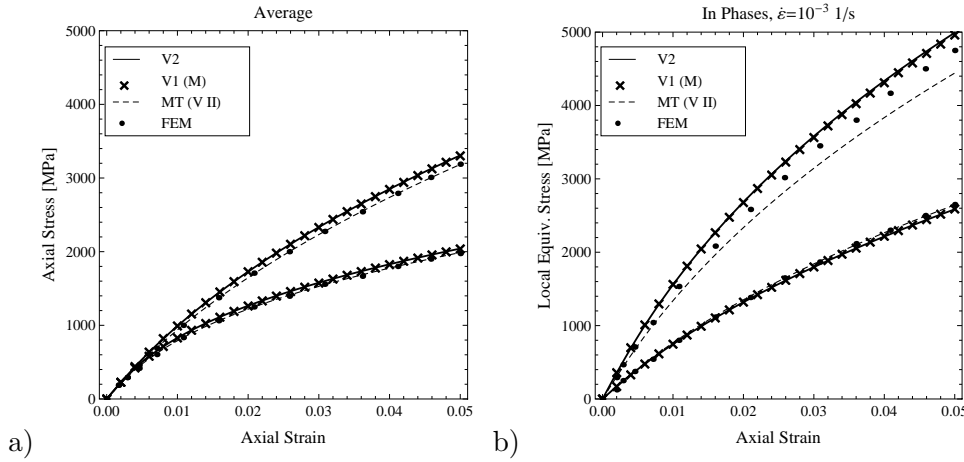 Average
5000
4000
3000
2000
1000
0
0.00 0.01 0.02 0.03 0.04 0.05
Axial Stress [MPa]
Axial Strain
V2
V1 (M)
MT (V II)
FEM
a)
In Phases, ε̇=10⁻³ 1/s
5000
4000
3000
2000
1000
0
0.00 0.01 0.02 0.03 0.04 0.05
Local Equiv. Stress [MPa]
Axial Strain
V2
V1 (M)
MT (V II)
FEM
b)